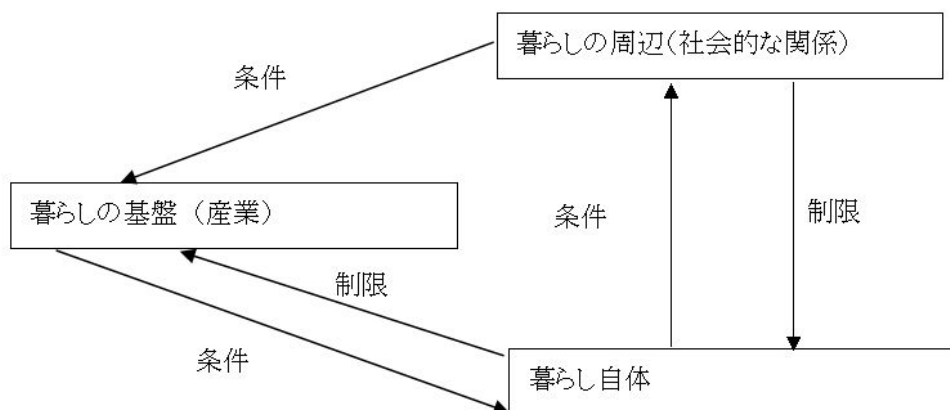 暮らしの周辺（社会的な関係）
条件
暮らしの基盤（産業）
条件
制限
制限
条件
暮らし自体